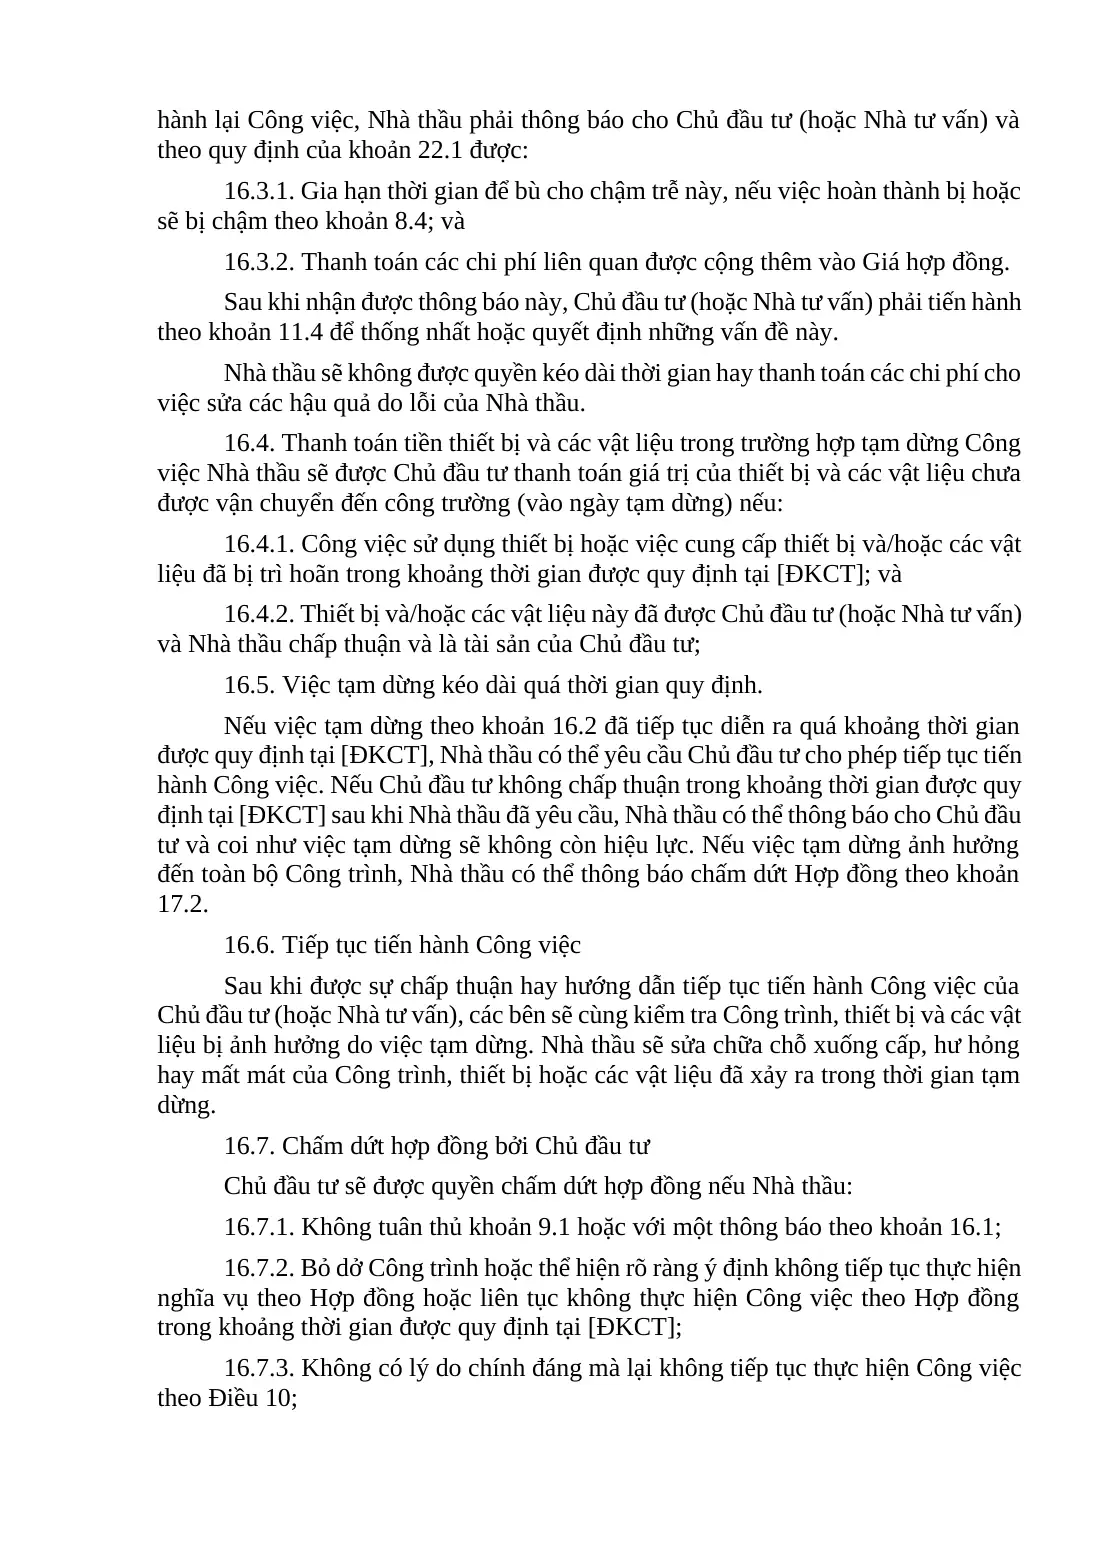 hành lại Công việc, Nhà thầu phải thông báo cho Chủ đầu tư (hoặc Nhà tư vấn) và
theo quy định của khoản 22.1 được:
16.3.1. Gia hạn thời gian để bù cho chậm trễ này, nếu việc hoàn thành bị hoặc
sẽ bị chậm theo khoản 8.4; và
16.3.2. Thanh toán các chi phí liên quan được cộng thêm vào Giá hợp đồng.
Sau khi nhận được thông báo này, Chủ đầu tư (hoặc Nhà tư vấn) phải tiến hành
theo khoản 11.4 để thống nhất hoặc quyết định những vấn đề này.
Nhà thầu sẽ không được quyền kéo dài thời gian hay thanh toán các chi phí cho
việc sửa các hậu quả do lỗi của Nhà thầu.
16.4. Thanh toán tiền thiết bị và các vật liệu trong trường hợp tạm dừng Công
việc Nhà thầu sẽ được Chủ đầu tư thanh toán giá trị của thiết bị và các vật liệu chưa
được vận chuyển đến công trường (vào ngày tạm dừng) nếu:
16.4.1. Công việc sử dụng thiết bị hoặc việc cung cấp thiết bị và/hoặc các vật
liệu đã bị trì hoãn trong khoảng thời gian được quy định tại [ĐKCT]; và
16.4.2. Thiết bị và/hoặc các vật liệu này đã được Chủ đầu tư (hoặc Nhà tư vấn)
và Nhà thầu chấp thuận và là tài sản của Chủ đầu tư;
16.5. Việc tạm dừng kéo dài quá thời gian quy định.
Nếu việc tạm dừng theo khoản 16.2 đã tiếp tục diễn ra quá khoảng thời gian
được quy định tại [ĐKCT], Nhà thầu có thể yêu cầu Chủ đầu tư cho phép tiếp tục tiến
hành Công việc. Nếu Chủ đầu tư không chấp thuận trong khoảng thời gian được quy
định tại [ĐKCT] sau khi Nhà thầu đã yêu cầu, Nhà thầu có thể thông báo cho Chủ đầu
tư và coi như việc tạm dừng sẽ không còn hiệu lực. Nếu việc tạm dừng ảnh hưởng
đến toàn bộ Công trình, Nhà thầu có thể thông báo chấm dứt Hợp đồng theo khoản
17.2.
16.6. Tiếp tục tiến hành Công việc
Sau khi được sự chấp thuận hay hướng dẫn tiếp tục tiến hành Công việc của
Chủ đầu tư (hoặc Nhà tư vấn), các bên sẽ cùng kiểm tra Công trình, thiết bị và các vật
liệu bị ảnh hưởng do việc tạm dừng. Nhà thầu sẽ sửa chữa chỗ xuống cấp, hư hỏng
hay mất mát của Công trình, thiết bị hoặc các vật liệu đã xảy ra trong thời gian tạm
dừng.
16.7. Chấm dứt hợp đồng bởi Chủ đầu tư
Chủ đầu tư sẽ được quyền chấm dứt hợp đồng nếu Nhà thầu:
16.7.1. Không tuân thủ khoản 9.1 hoặc với một thông báo theo khoản 16.1;
16.7.2. Bỏ dở Công trình hoặc thể hiện rõ ràng ý định không tiếp tục thực hiện
nghĩa vụ theo Hợp đồng hoặc liên tục không thực hiện Công việc theo Hợp đồng
trong khoảng thời gian được quy định tại [ĐKCT];
16.7.3. Không có lý do chính đáng mà lại không tiếp tục thực hiện Công việc
theo Điều 10;